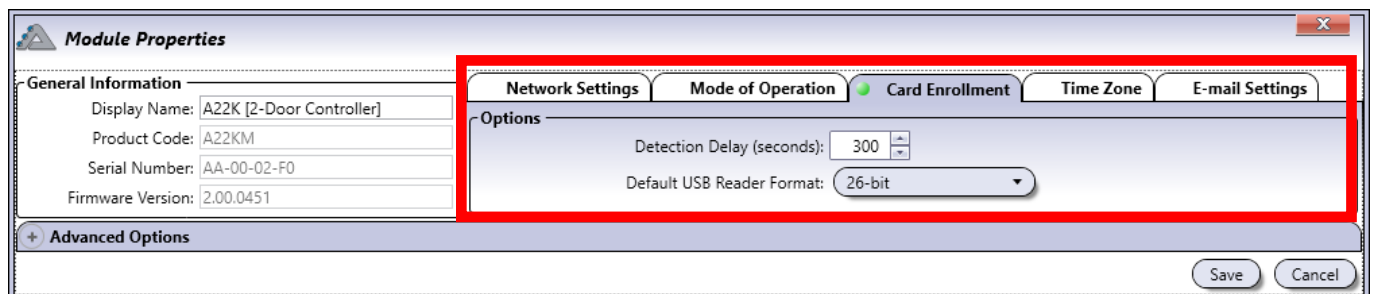 Module Properties
X
General Information
Display Name: A22K [2-Door Controller]
Product Code: A22KM
Serial Number: AA-00-02-F0
Firmware Version: 2.00.0451
Network Settings Mode of Operation Card Enrollment Time Zone E-mail Settings
Options
Detection Delay (seconds): 300
Default USB Reader Format: 26-bit
+ Advanced Options
Save Cancel